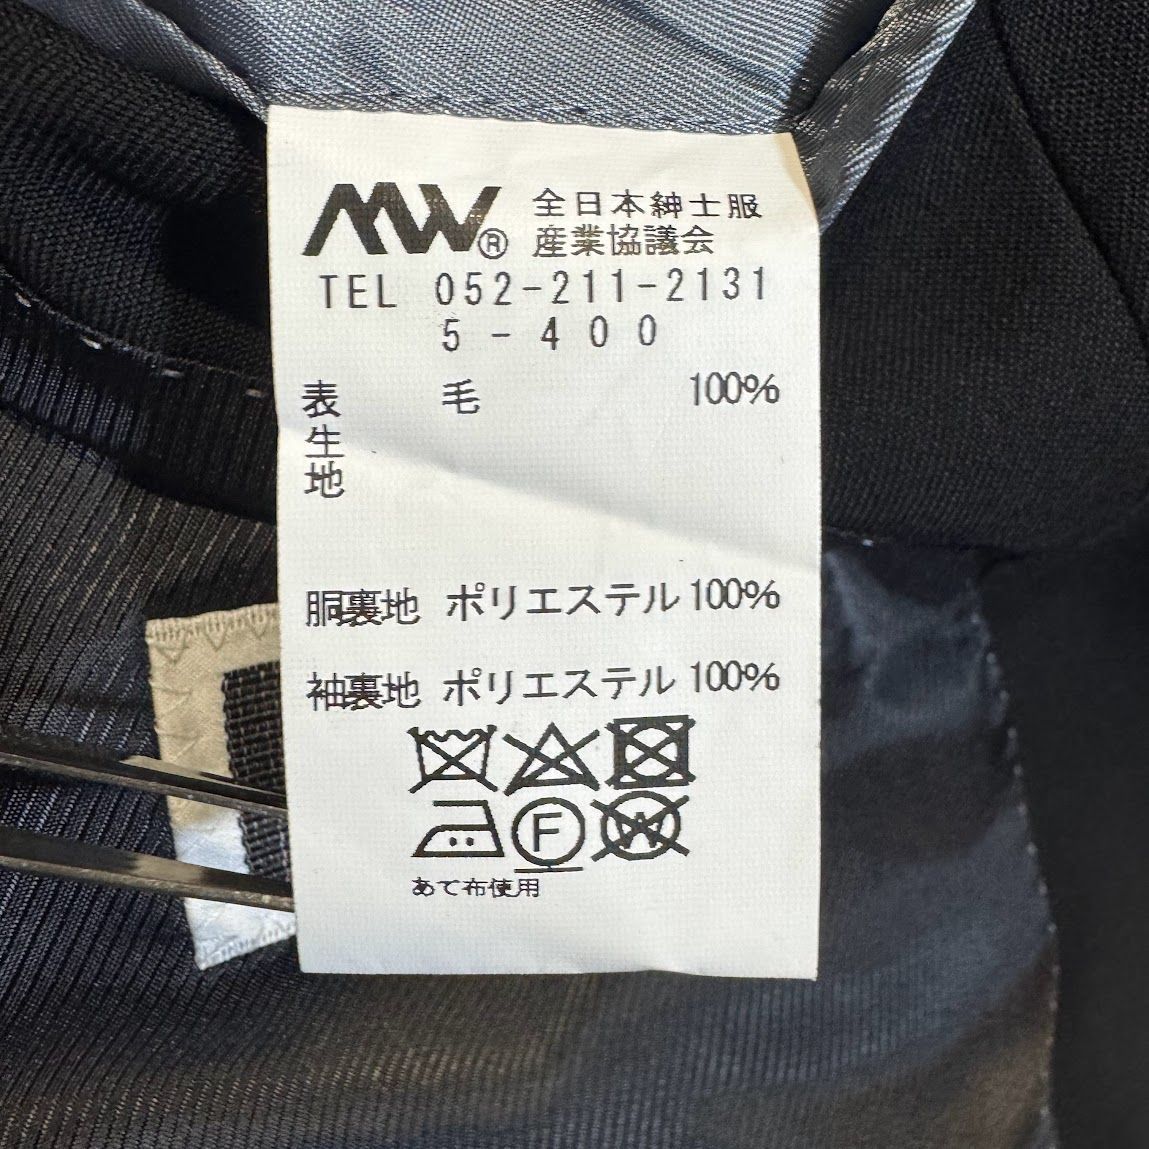 MW® 全日本紳士服
産業協議会
TEL 052-211-2131
5-400
表生地 毛 100%
胴裏地 ポリエステル 100%
袖裏地 ポリエステル 100%
F W
あて布使用